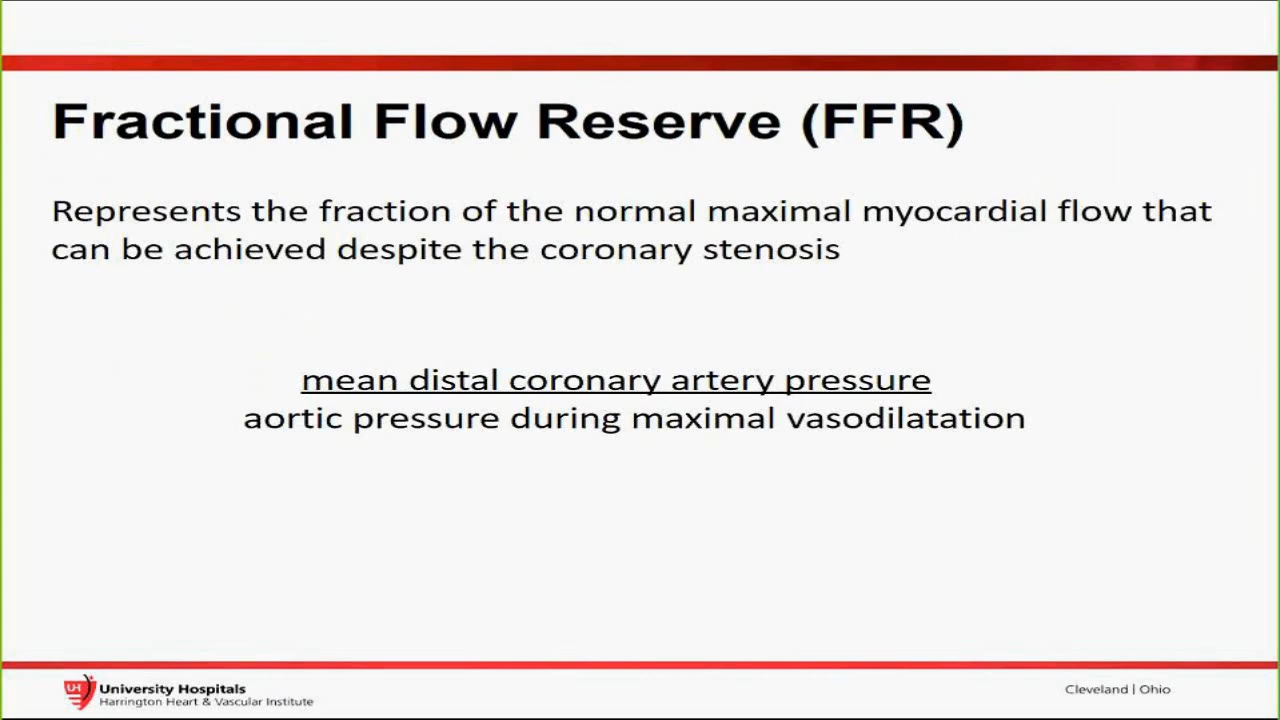 Fractional Flow Reserve (FFR)
Represents the fraction of the normal maximal myocardial flow that
can be achieved despite the coronary stenosis
mean distal coronary artery pressure
aortic pressure during maximal vasodilatation
UH
University Hospitals
Harrington Heart & Vascular Institute
Cleveland | Ohio